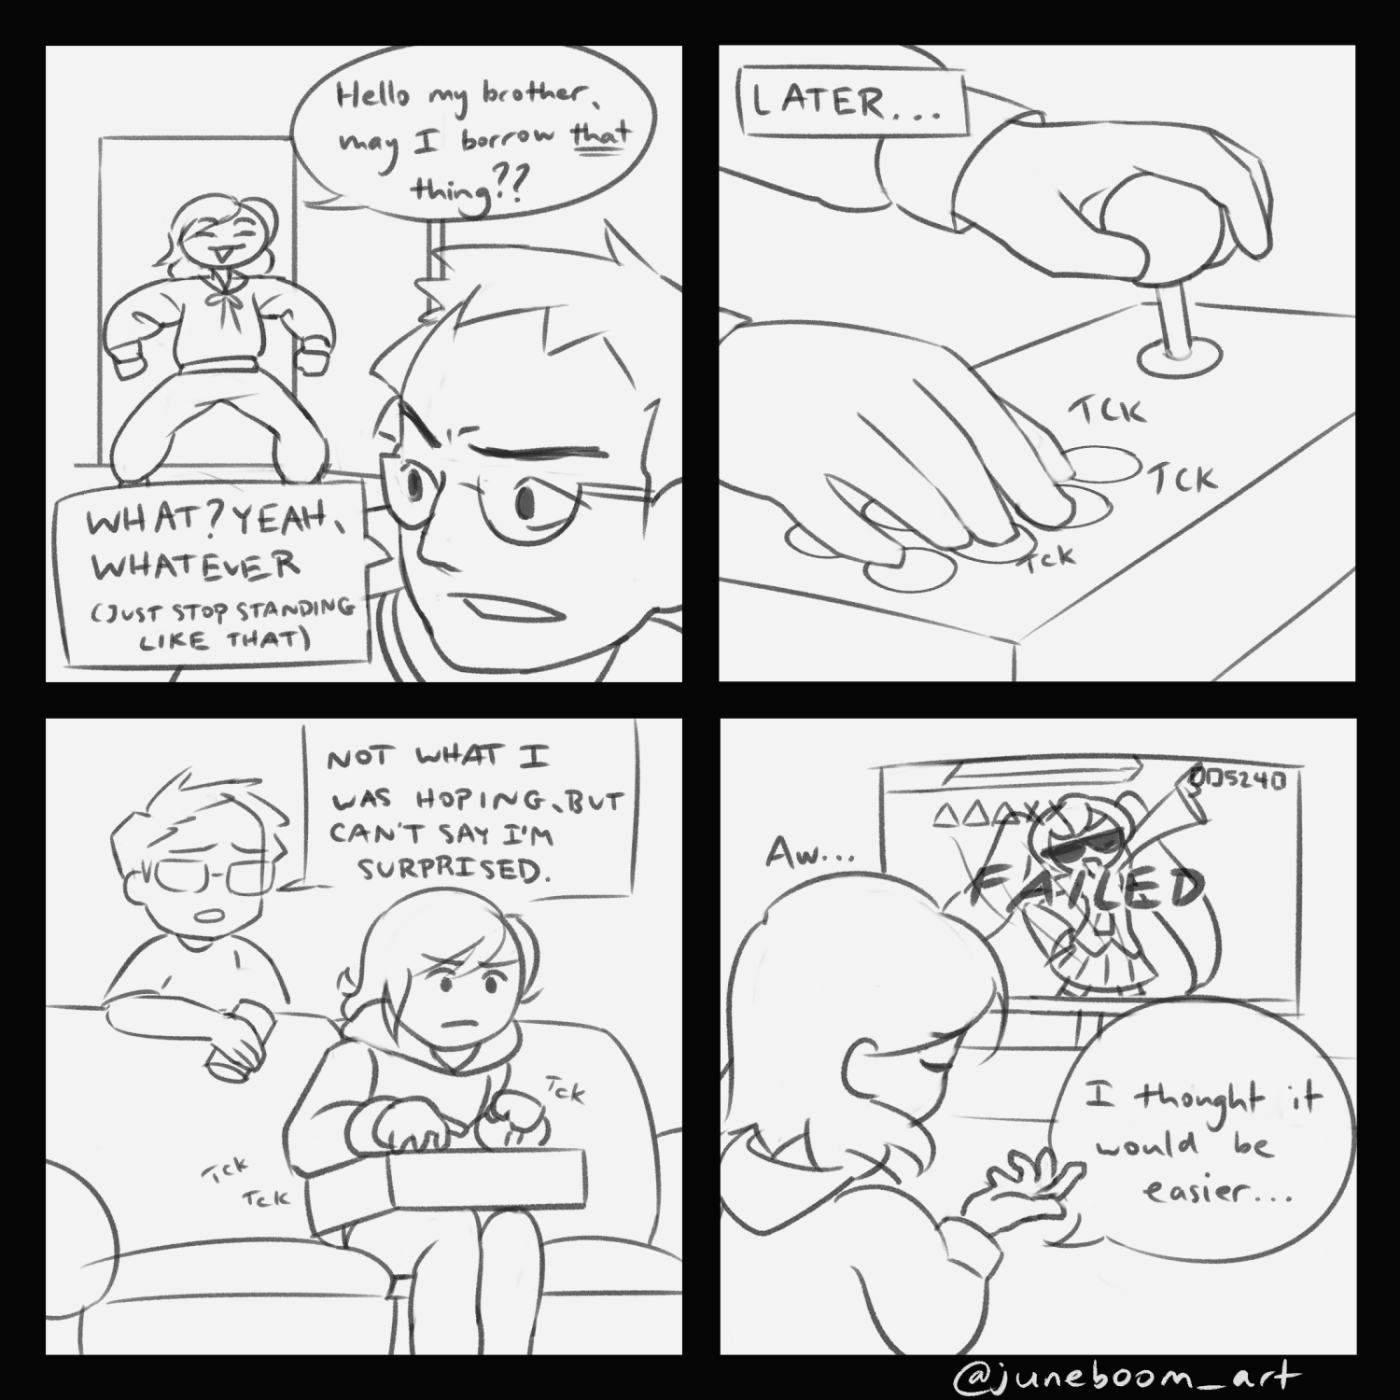 Hello my brother,
may I borrow that
thing??
WHAT? YEAH,
WHATEVER
(JUST STOP STANDING
LIKE THAT)
LATER...
TCK
TCK
TCK
NOT WHAT I
WAS HOPING, BUT
CAN'T SAY I'M
SURPRISED.
TCK
TCK
TCK
005240
FAILED
Aw...
I thought it
would be
easier...
@juneboom_art